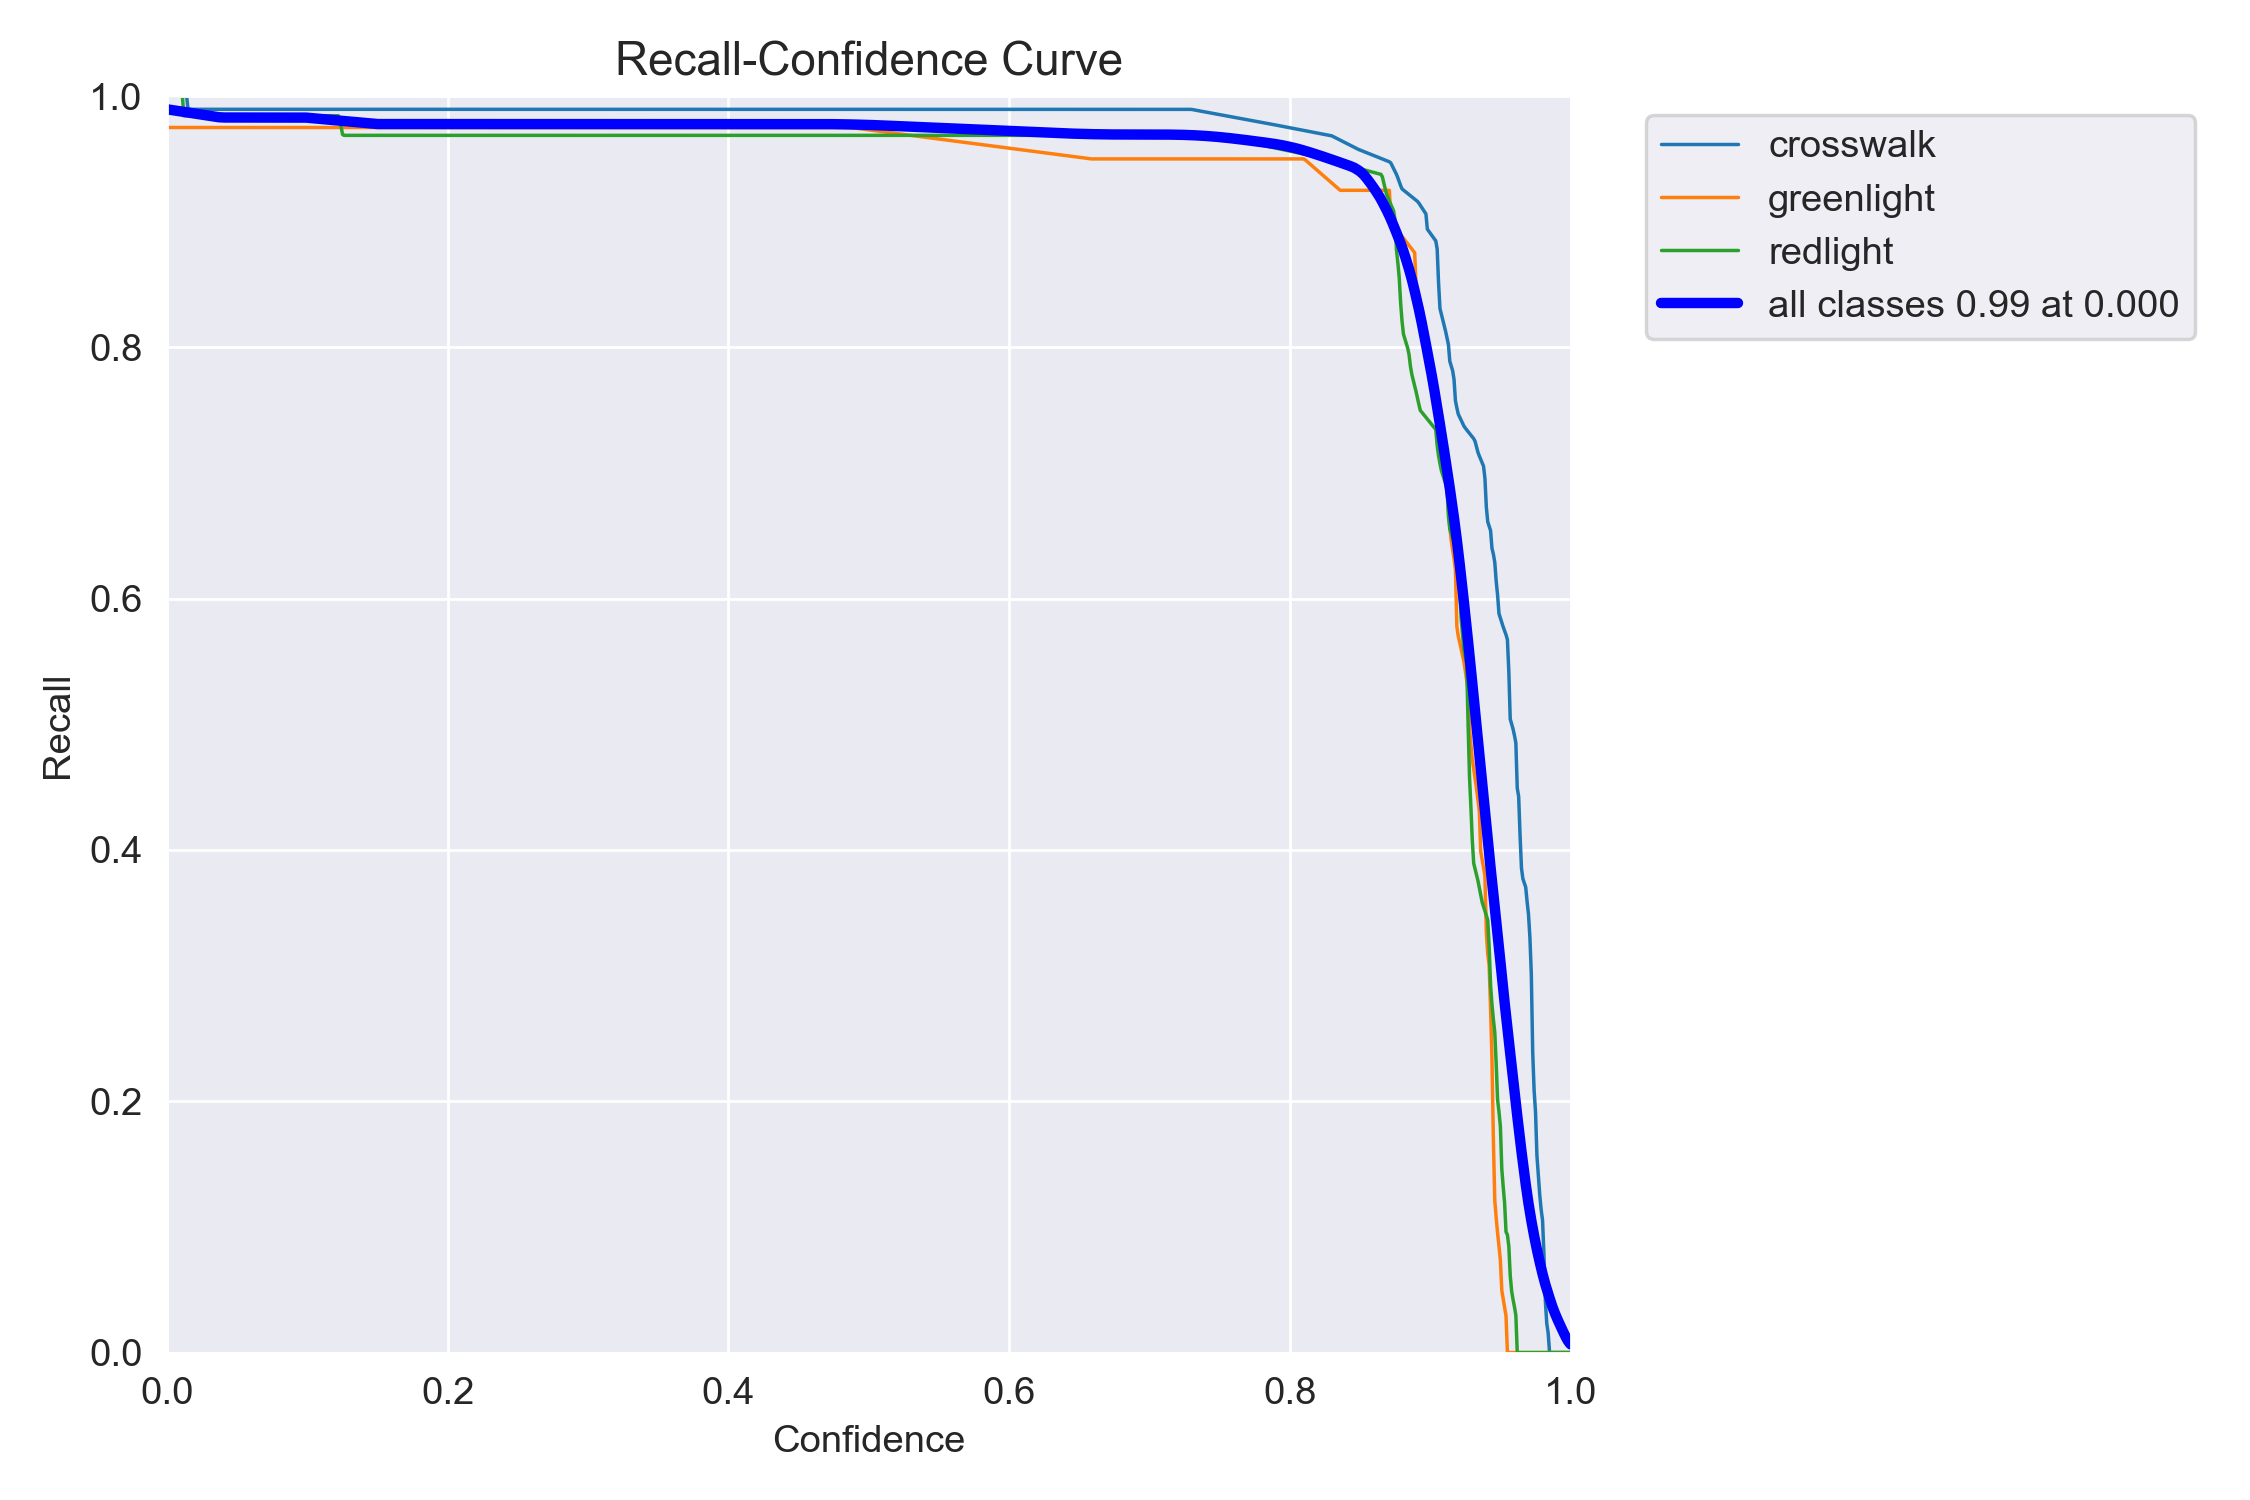 Recall-Confidence Curve
1.0
0.8
0.6
0.4
0.2
0.0
Recall
0.0 0.2 0.4 0.6 0.8 1.0
Confidence
crosswalk
greenlight
redlight
all classes 0.99 at 0.000